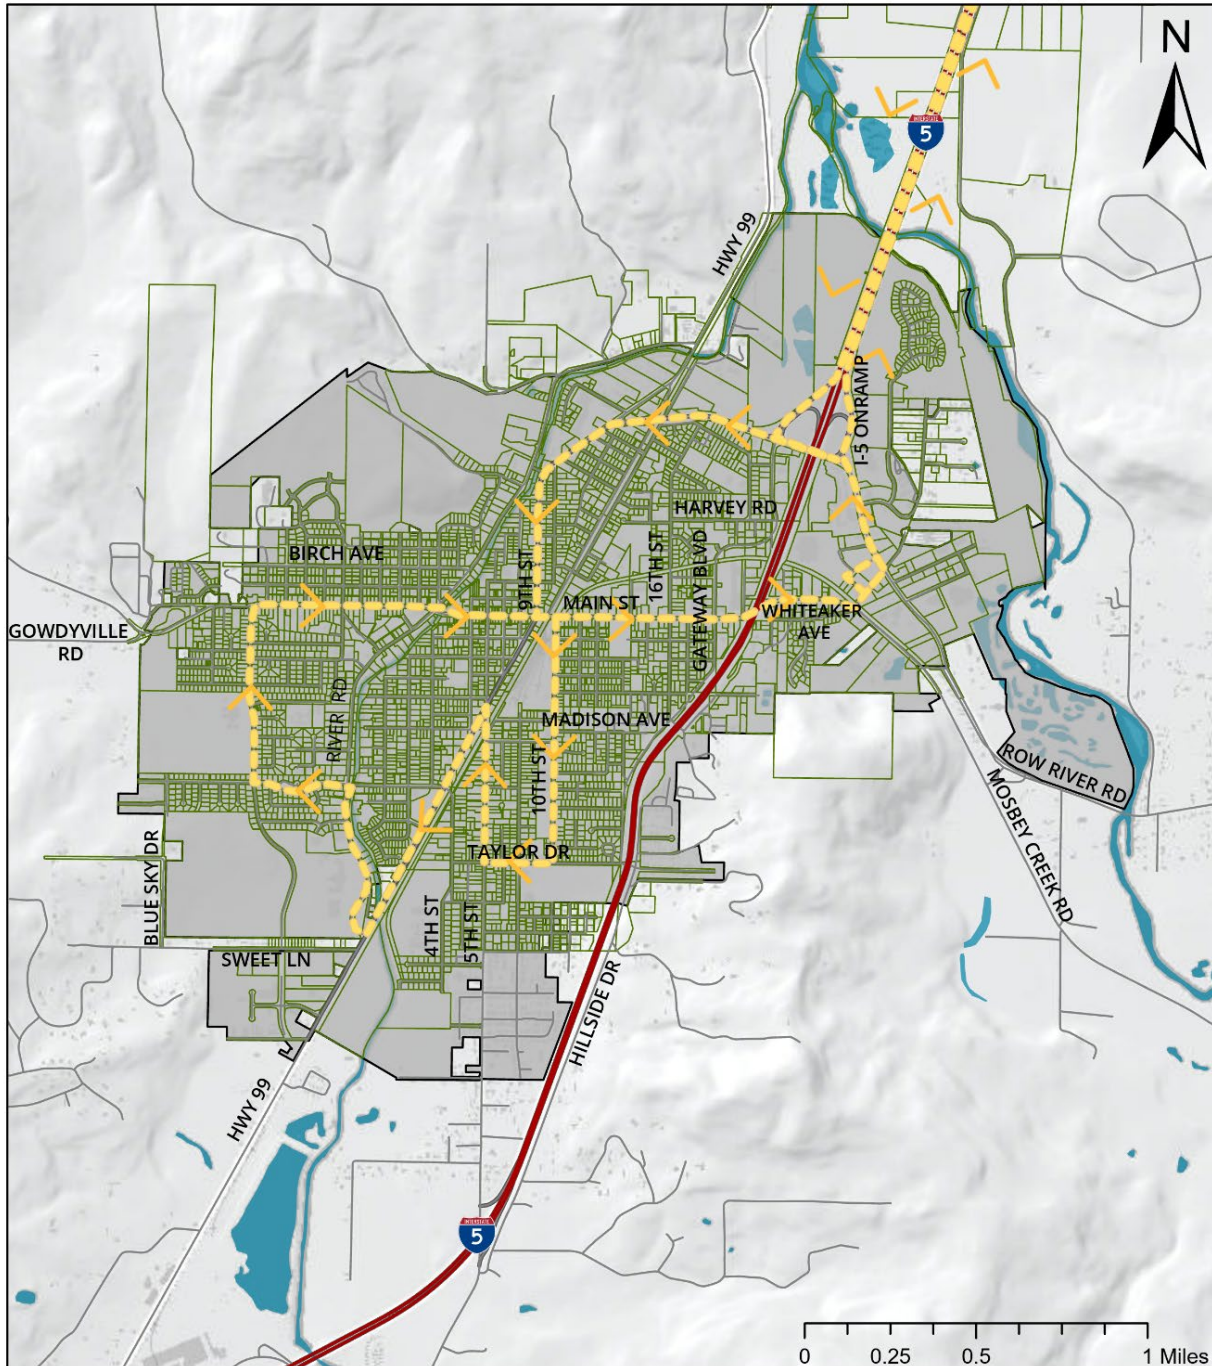 N
INTERSTATE
5
HWY 99
I-5 ONRAMP
HARVEY RD
BIRCH AVE
9TH ST
16TH ST
GATEWAY BLVD
MAIN ST
WHITEAKER
AVE
GOWDYVILLE
RD
RIVER RD
MADISON AVE
10TH ST
ROW RIVER RD
MOSBEY CREEK RD
TAYLOR DR
BLUE SKY DR
4TH ST
5TH ST
SWEET LN
HILLSIDE DR
HWY 99
INTERSTATE
5
0 0.25 0.5 1 Miles